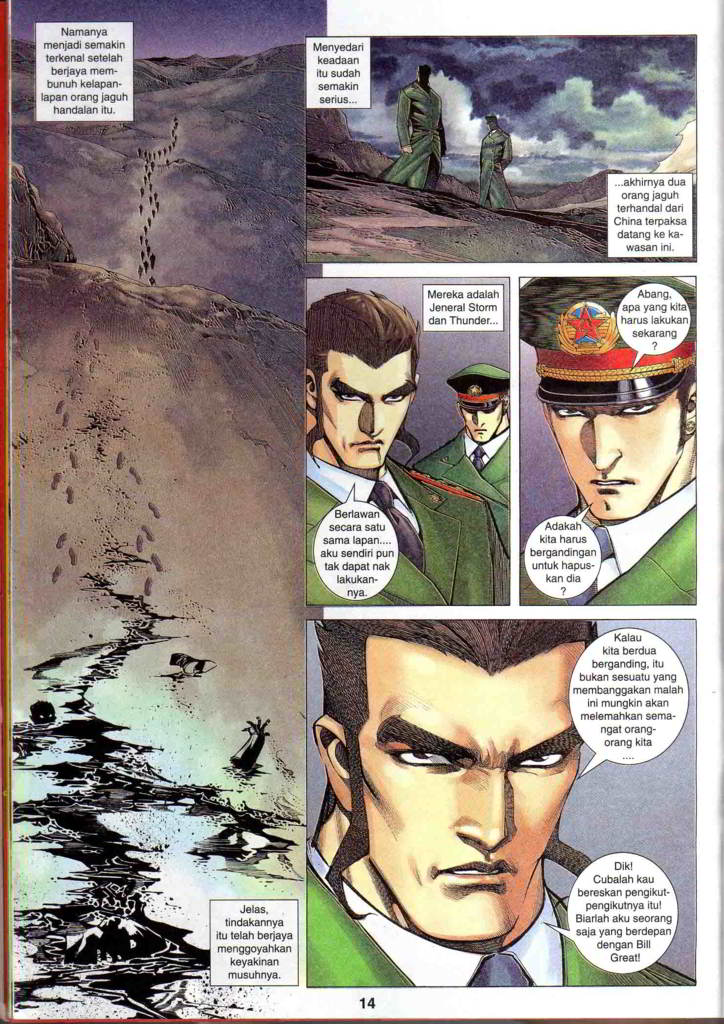 Namanya
menjadi semakin
terkenal setelah
berjaya mem-
bunuh kelapan-
lapan orang jaguh
handalan itu.
Jelas,
tindakannya
itu telah berjaya
menggoyahkan
keyakinan
musuhnya.
Menyedari
keadaan
itu sudah
semakin
serius...
...akhirnya dua
orang jaguh
terhandal dari
China terpaksa
datang ke ka-
wasan ini.
Mereka adalah
Jeneral Storm
dan Thunder...
Berlawan
secara satu
sama lapan....
aku sendiri pun
tak dapat nak
lakukan-
nya.
Abang,
apa yang kita
harus lakukan
sekarang
?
Adakah
kita harus
bergandingan
untuk hapus-
kan dia
?
Kalau
kita berdua
berganding, itu
bukan sesuatu yang
membanggakan malah
ini mungkin akan
melemahkan sema-
ngat orang-
orang kita
....
Dik!
Cubalah kau
bereskan pengikut-
pengikutnya itu!
Biarlah aku seorang
saja yang berdepan
dengan Bill
Great!
14